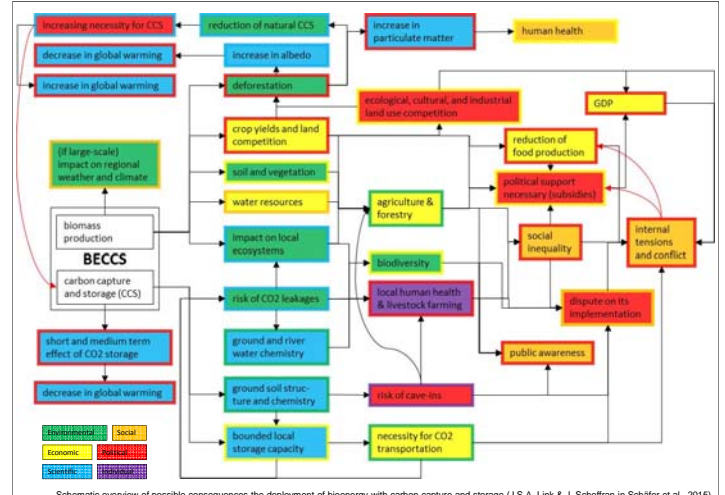 increasing necessity for CCS
reduction of natural CCS
increase in
particulate matter
human health
decrease in global warming
increase in albedo
increase in global warming
deforestation
ecological, cultural, and industrial
land use competition
GDP
crop yields and land
competition
reduction of
food production
(if large-scale)
impact on regional
weather and climate
soil and vegetation
political support
necessary (subsidies)
water resources
agriculture &
forestry
biomass
production
impact on local
ecosystems
social
inequality
internal
tensions
and conflict
BECCS
biodiversity
carbon capture
and storage (CCS)
risk of CO2 leakages
local human health
& livestock farming
dispute on its
implementation
short and medium term
effect of CO2 storage
ground and river
water chemistry
public awareness
decrease in global warming
ground soil struc-
ture and chemistry
risk of cave-ins
bounded local
storage capacity
necessity for CO2
transportation
Environmental
Social
Economic
Political
Scientific
Individual
Schematic overview of possible consequences the deployment of bioenergy with carbon capture and storage (J.S.A. Link & J. Scheffran in Schäfer et al., 2015)